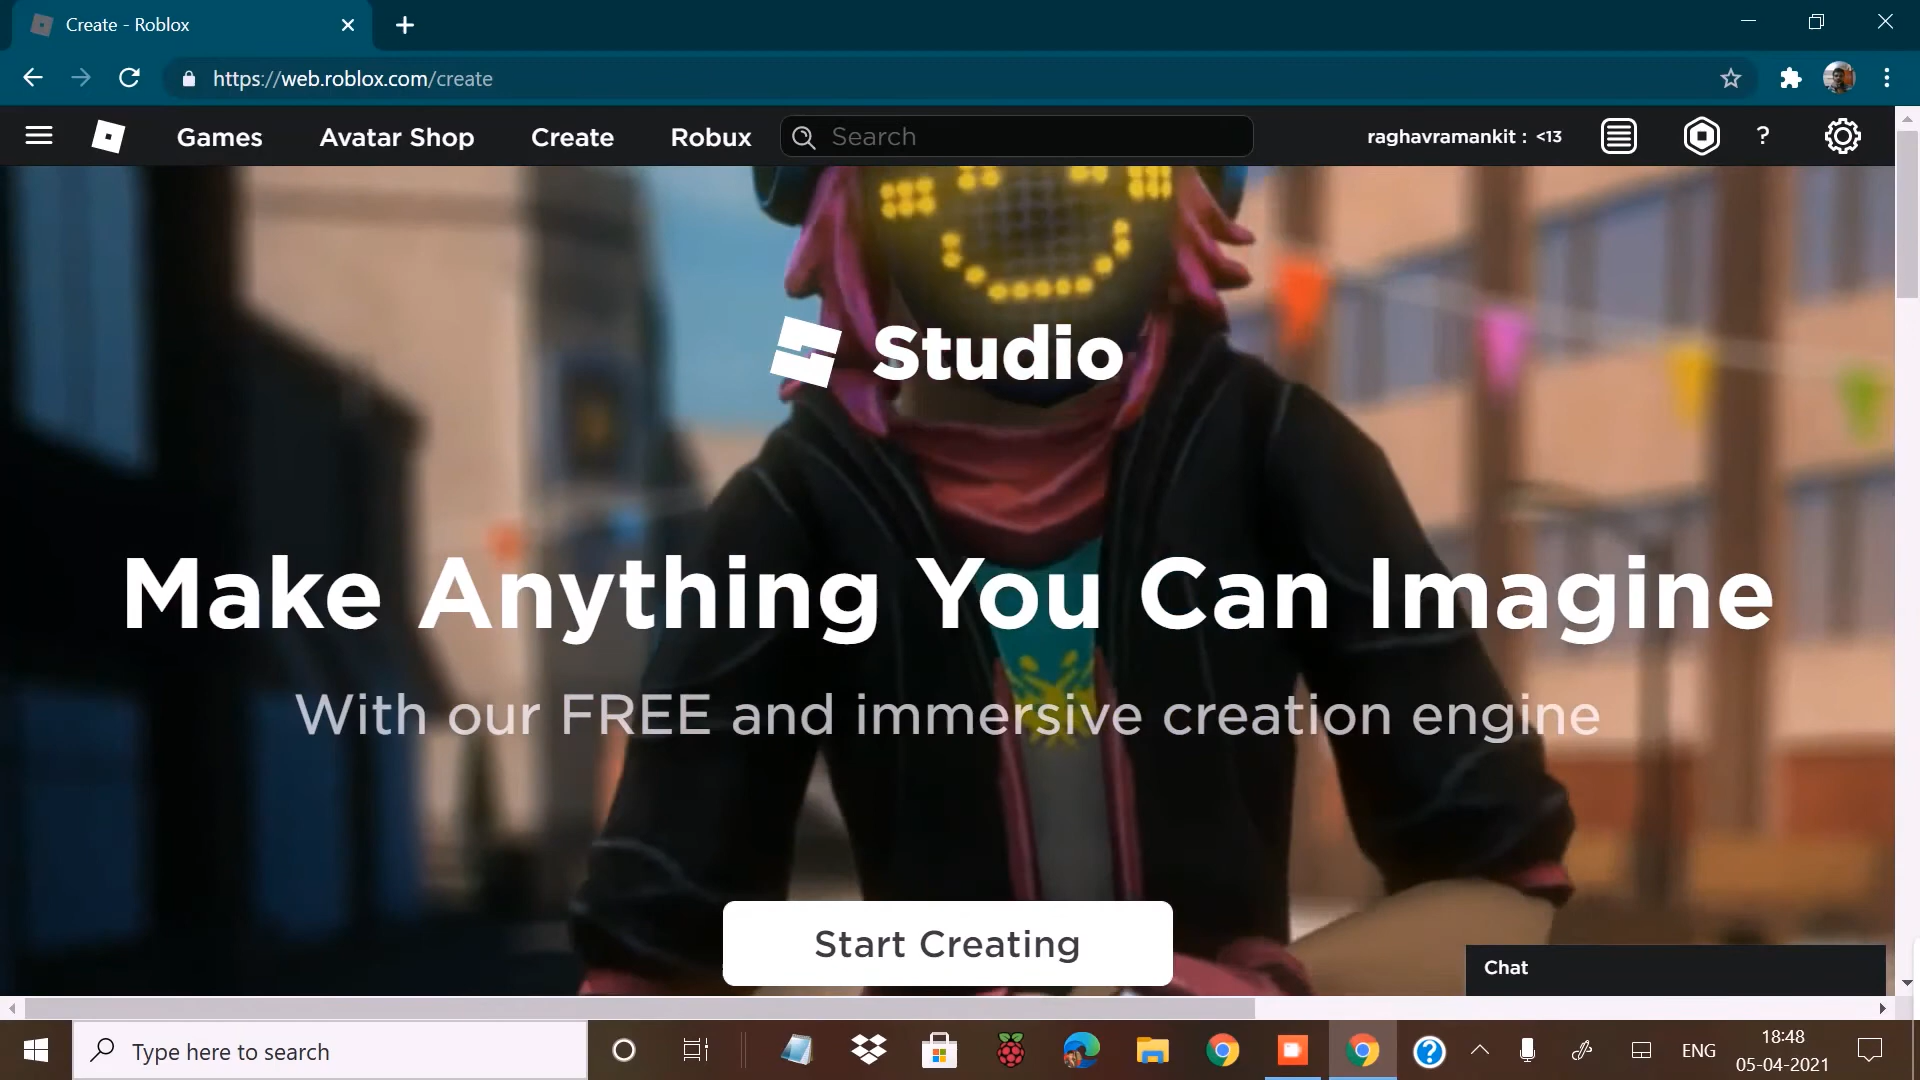 Create - Roblox
https://web.roblox.com/create
Games
Avatar Shop
Create
Robux
Search
raghavramankit : <13
?
Studio
Make Anything You Can Imagine
With our FREE and immersive creation engine
Start Creating
Chat
Type here to search
?
ENG
18:48
05-04-2021